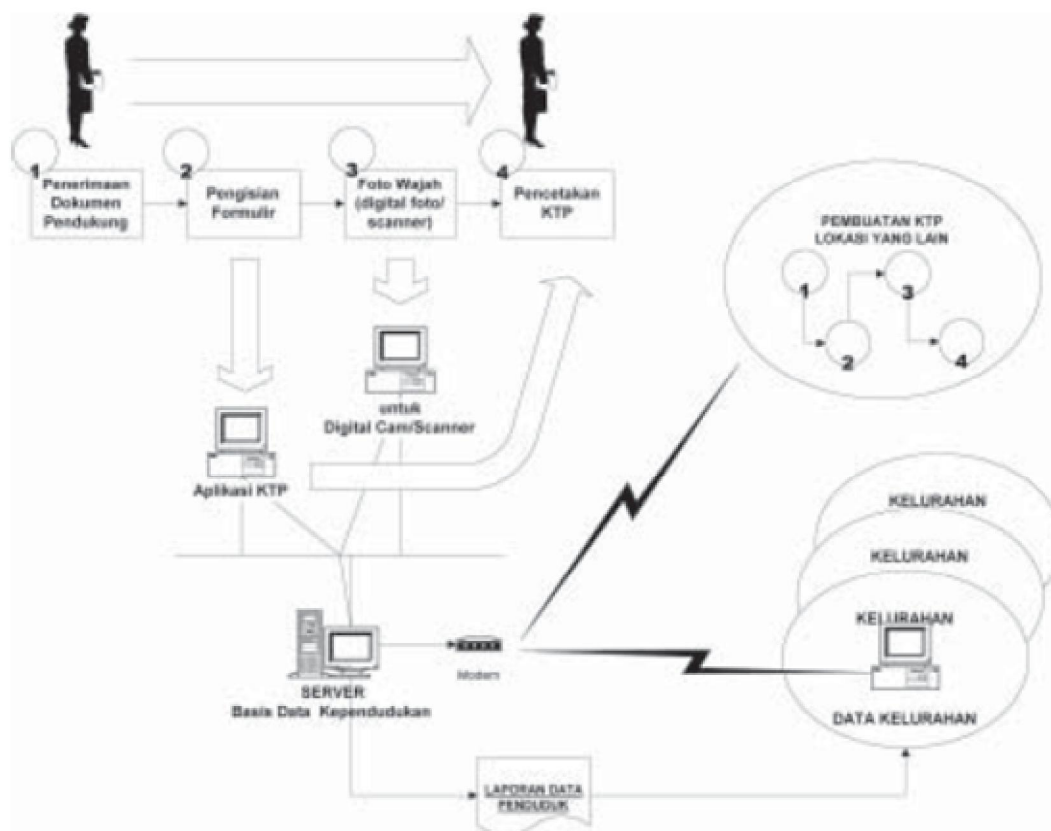 1
Penerimaan
Dokumen
Pendukung
2
Pengisian
Formulir
3
Foto Wajah
(digital foto/
scanner)
4
Pencetakan
KTP
PEMBUATAN KTP
LOKASI YANG LAIN
1
2
3
4
untuk
Digital Cam/Scanner
Aplikasi KTP
KELURAHAN
KELURAHAN
KELURAHAN
DATA KELURAHAN
Modem
SERVER
Basis Data Kependudukan
LAPORAN DATA
PENDUDUK